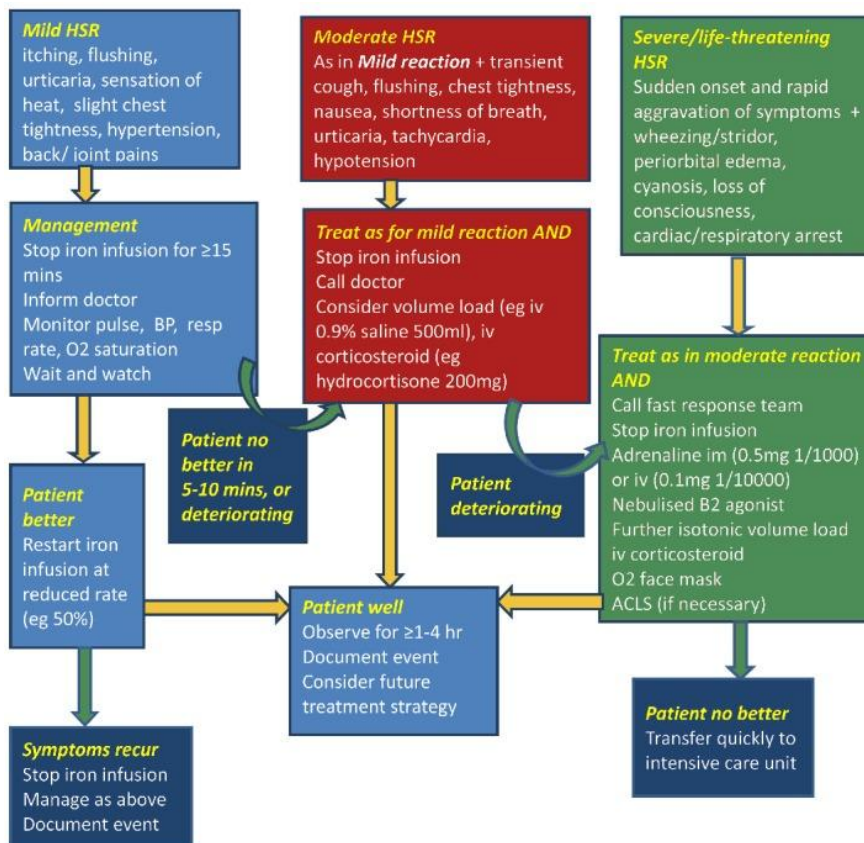 Mild HSR
itching, flushing,
urticaria, sensation of
heat, slight chest
tightness, hypertension,
back/ joint pains
Moderate HSR
As in Mild reaction + transient
cough, flushing, chest tightness,
nausea, shortness of breath,
urticaria, tachycardia,
hypotension
Severe/life-threatening
HSR
Sudden onset and rapid
aggravation of symptoms +
wheezing/stridor,
periorbital edema,
cyanosis, loss of
consciousness,
cardiac/respiratory arrest
Management
Stop iron infusion for ≥15
mins
Inform doctor
Monitor pulse, BP, resp
rate, O2 saturation
Wait and watch
Treat as for mild reaction AND
Stop iron infusion
Call doctor
Consider volume load (eg iv
0.9% saline 500ml), iv
corticosteroid (eg
hydrocortisone 200mg)
Treat as in moderate reaction
AND
Call fast response team
Stop iron infusion
Adrenaline im (0.5mg 1/1000)
or iv (0.1mg 1/10000)
Nebulised B2 agonist
Further isotonic volume load
iv corticosteroid
O2 face mask
ACLS (if necessary)
Patient no
better in
5-10 mins, or
deteriorating
Patient
deteriorating
Patient
better
Restart iron
infusion at
reduced rate
(eg 50%)
Patient well
Observe for ≥1-4 hr
Document event
Consider future
treatment strategy
Patient no better
Transfer quickly to
intensive care unit
Symptoms recur
Stop iron infusion
Manage as above
Document event